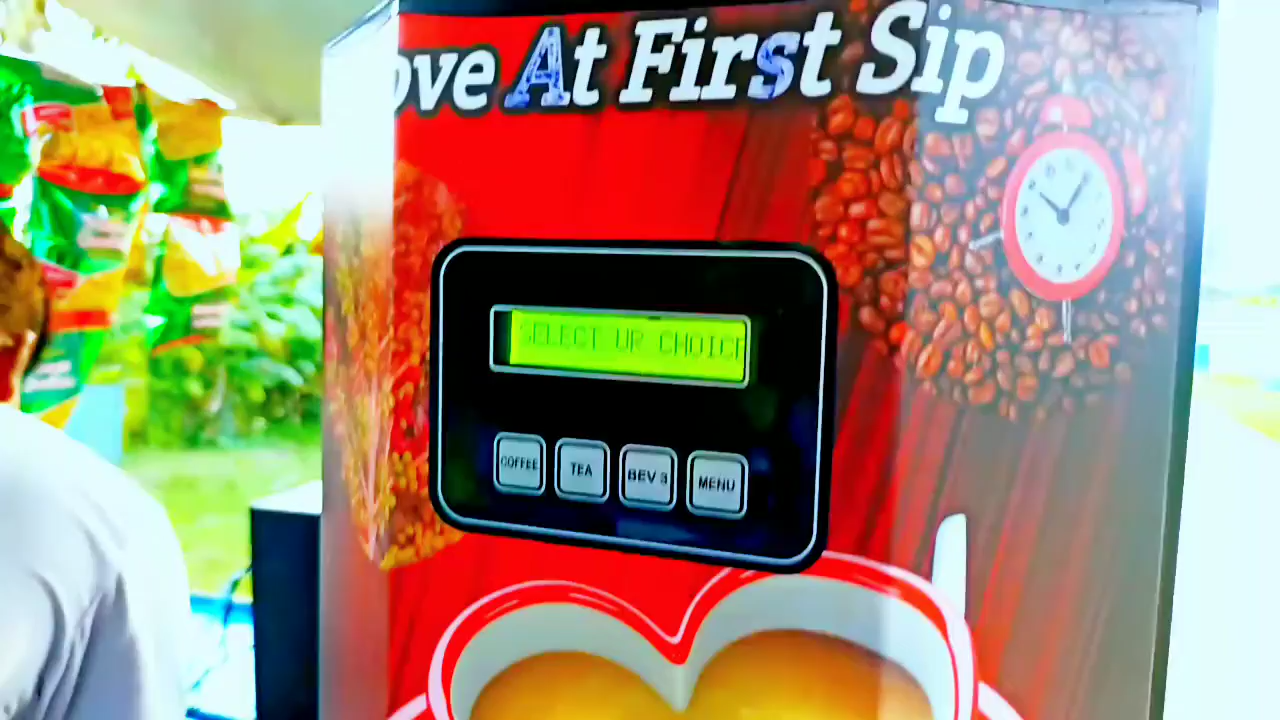 ove At First Sip
SELECT UR CHOICE
COFFEE
TEA
BEV 3
MENU